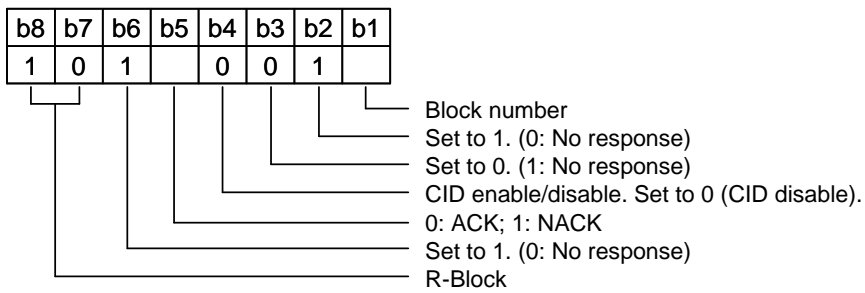 b8 b7 b6 b5 b4 b3 b2 b1
1 0 1 0 0 1
Block number
Set to 1. (0: No response)
Set to 0. (1: No response)
CID enable/disable. Set to 0 (CID disable).
0: ACK; 1: NACK
Set to 1. (0: No response)
R-Block